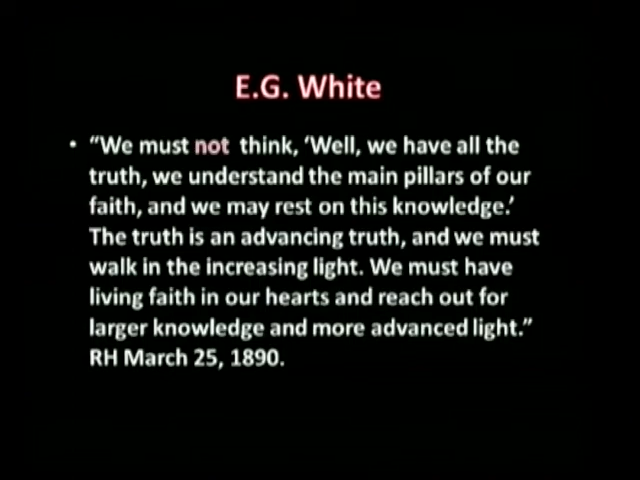 E.G. White
• “We must not think, ‘Well, we have all the
truth, we understand the main pillars of our
faith, and we may rest on this knowledge.’
The truth is an advancing truth, and we must
walk in the increasing light. We must have
living faith in our hearts and reach out for
larger knowledge and more advanced light.”
RH March 25, 1890.